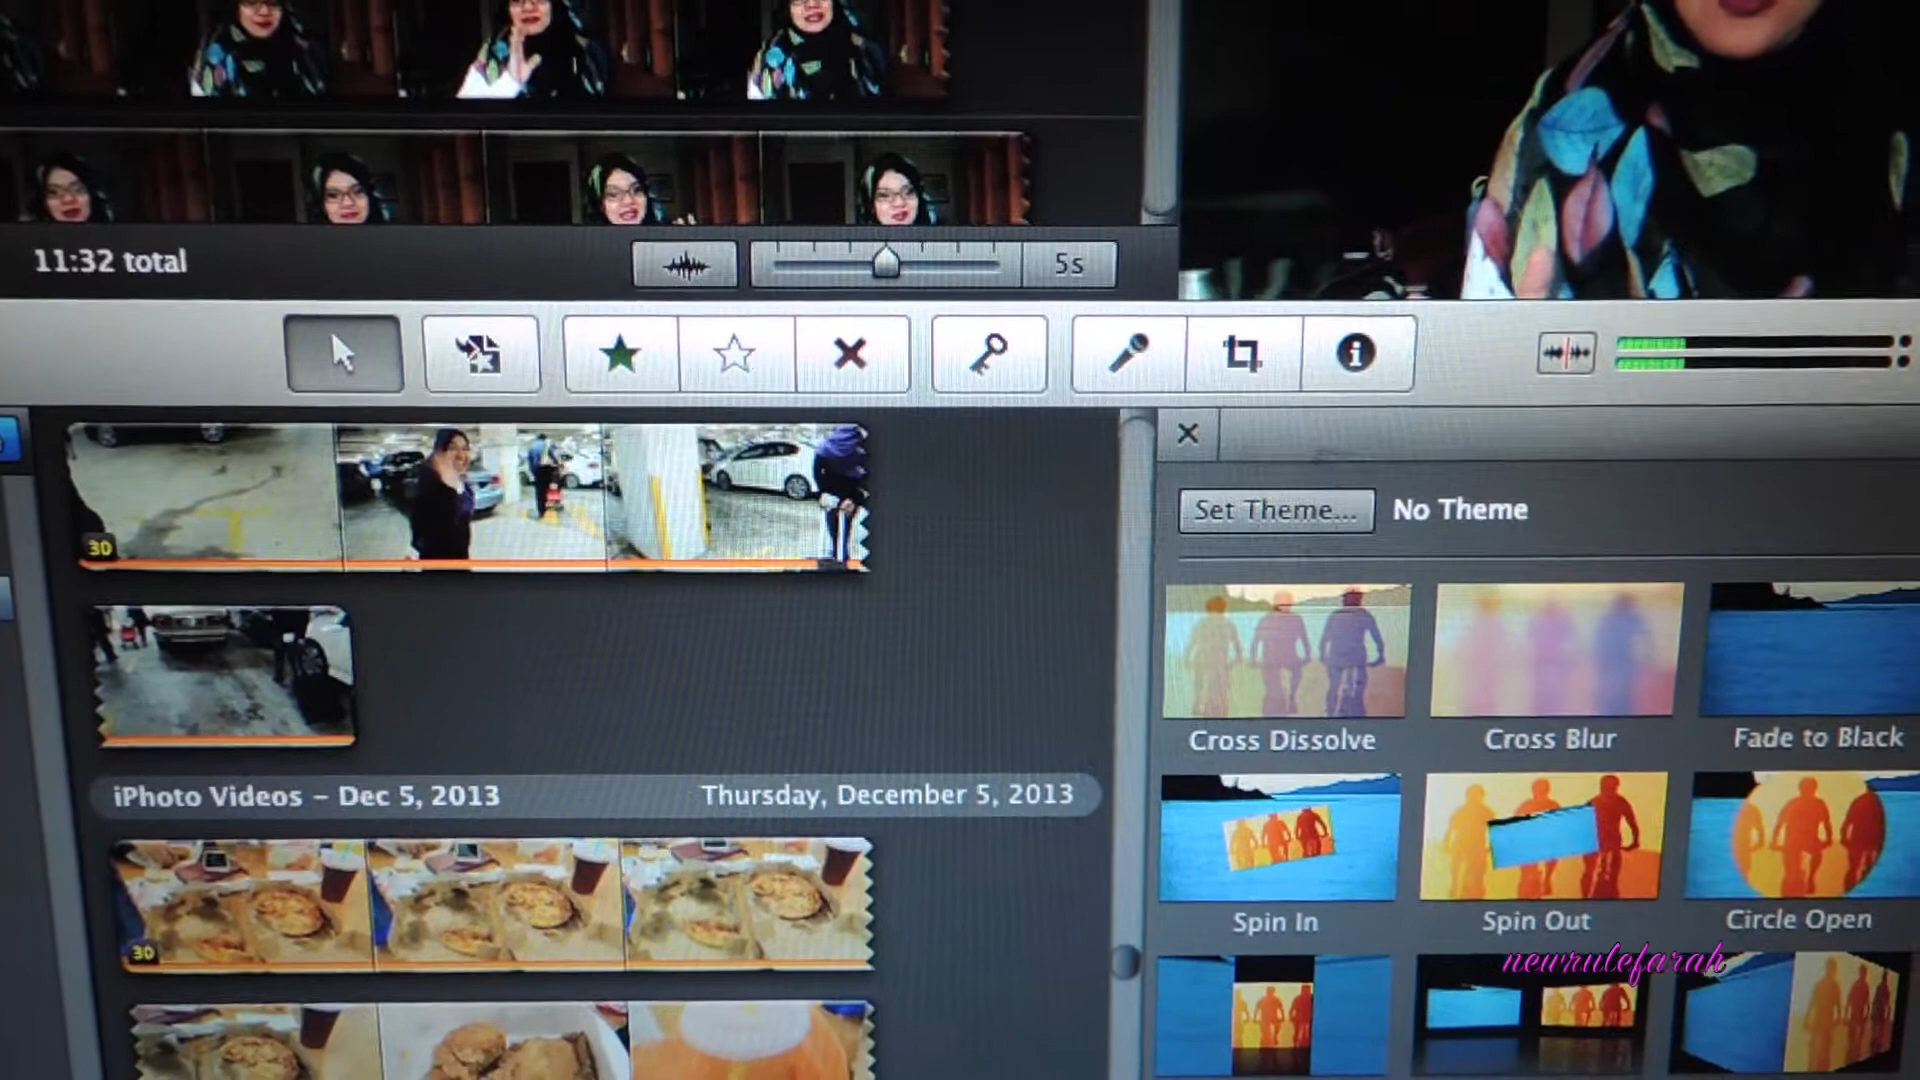 11:32 total
5s
Set Theme...
No Theme
30
Cross Dissolve
Cross Blur
Fade to Black
iPhoto Videos – Dec 5, 2013
Thursday, December 5, 2013
30
Spin In
Spin Out
Circle Open
newrulefarah